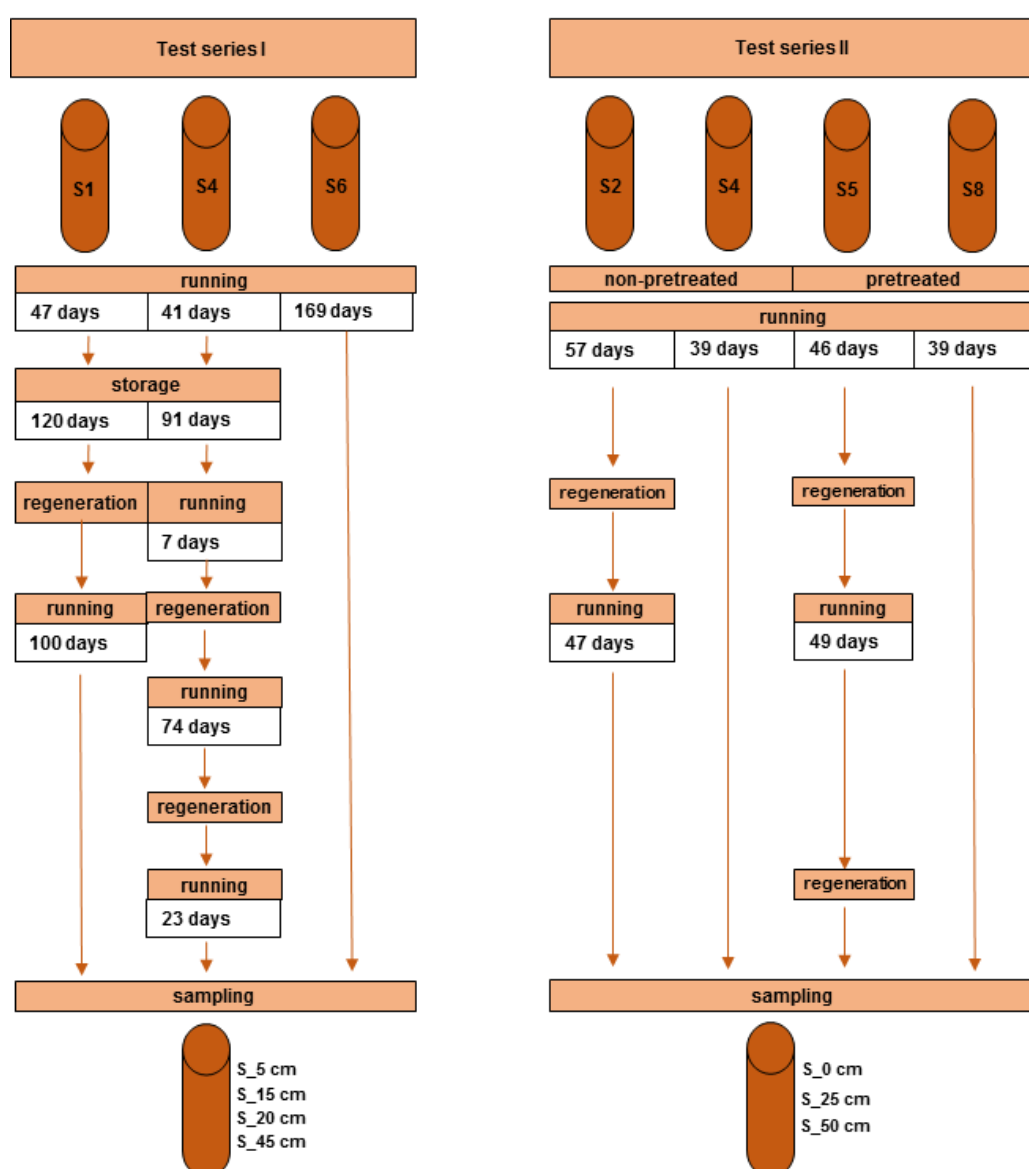 Test series I
S1
S4
S6
running
47 days
41 days
169 days
storage
120 days
91 days
regeneration
running
7 days
running
regeneration
100 days
running
74 days
regeneration
running
23 days
sampling
S_5 cm
S_15 cm
S_20 cm
S_45 cm
Test series II
S2
S4
S5
S8
non-pretreated
pretreated
running
57 days
39 days
46 days
39 days
regeneration
regeneration
running
running
47 days
49 days
regeneration
sampling
S_0 cm
S_25 cm
S_50 cm